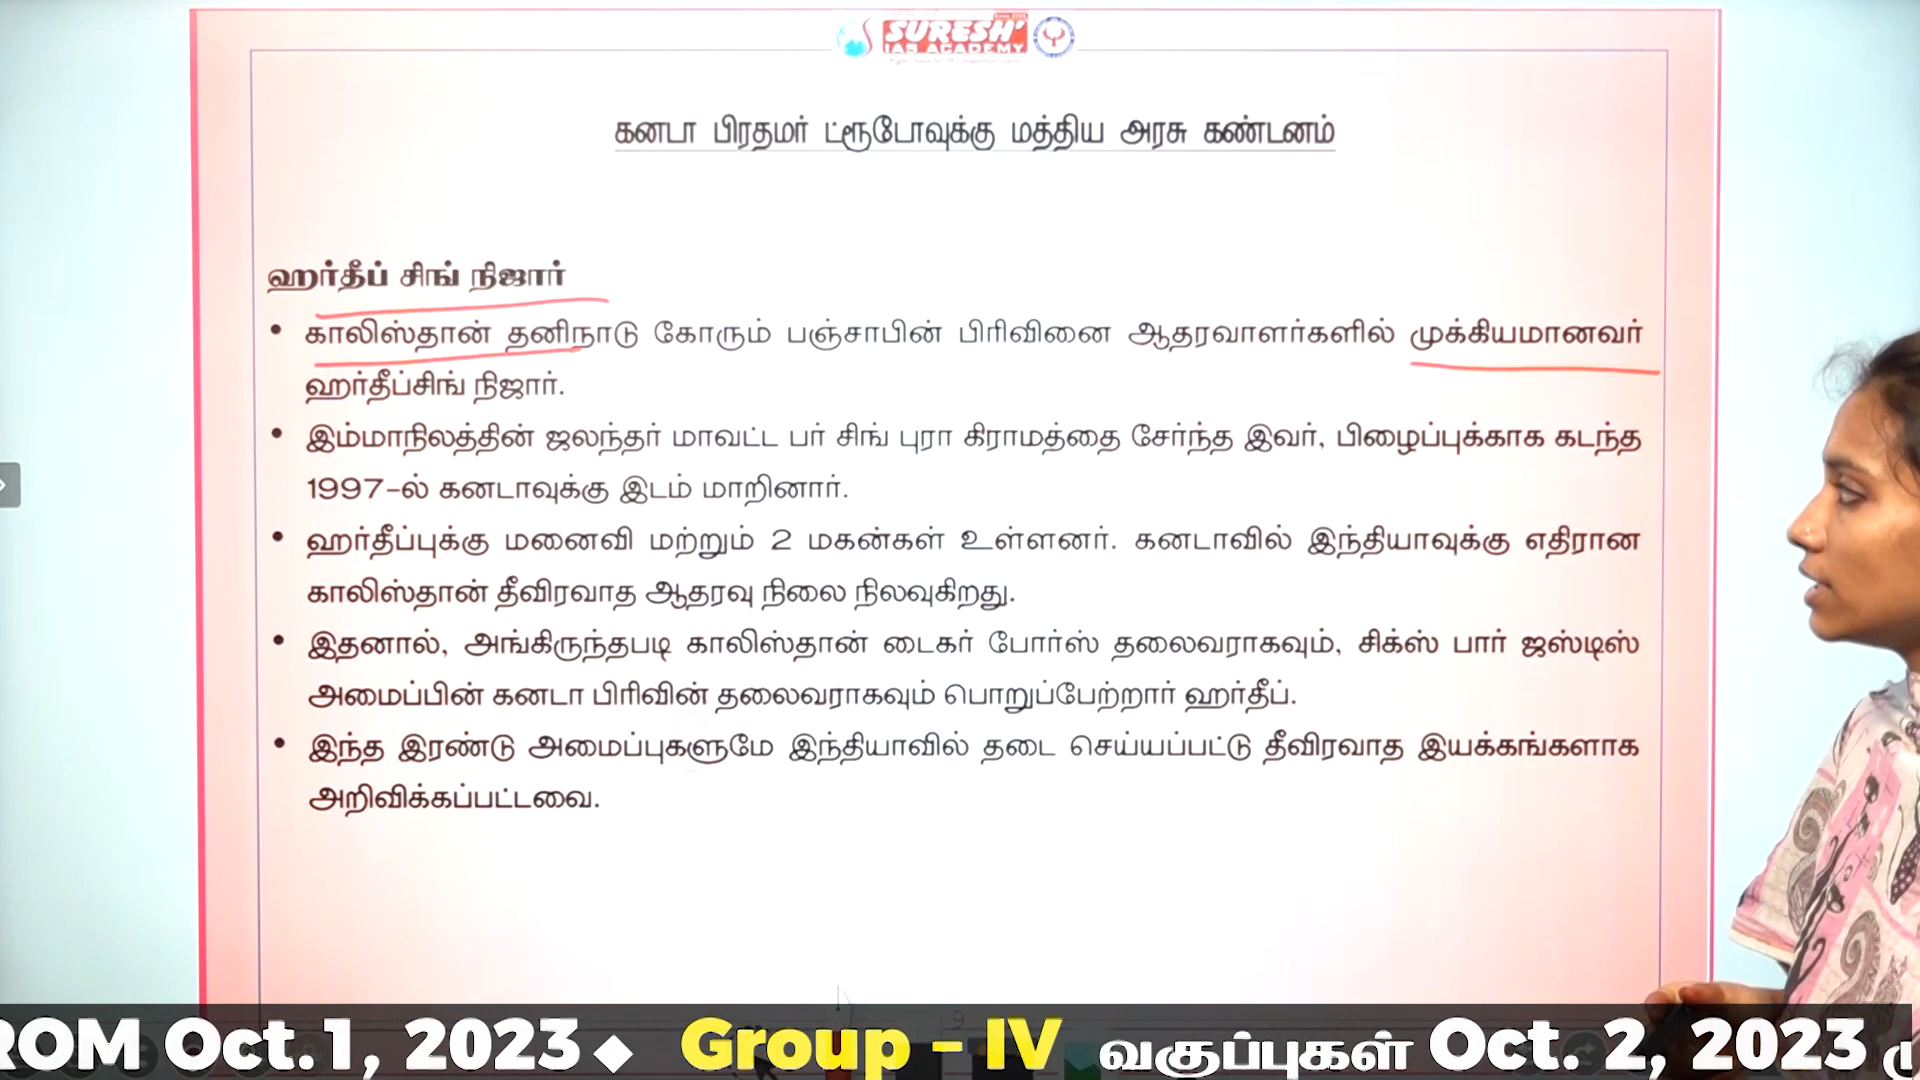 SURESH'
IAS ACADEMY
கனடா பிரதமர் ட்ரூடோவுக்கு மத்திய அரசு கண்டனம்
ஹர்தீப் சிங் நிஜார்
• காலிஸ்தான் தனிநாடு கோரும் பஞ்சாபின் பிரிவினை ஆதரவாளர்களில் முக்கியமானவர்
ஹர்தீப்சிங் நிஜார்.
• இம்மாநிலத்தின் ஜலந்தர் மாவட்ட பர் சிங் புரா கிராமத்தை சேர்ந்த இவர், பிழைப்புக்காக கடந்த
1997-ல் கனடாவுக்கு இடம் மாறினார்.
• ஹர்தீப்புக்கு மனைவி மற்றும் 2 மகன்கள் உள்ளனர். கனடாவில் இந்தியாவுக்கு எதிரான
காலிஸ்தான் தீவிரவாத ஆதரவு நிலை நிலவுகிறது.
• இதனால், அங்கிருந்தபடி காலிஸ்தான் டைகர் போர்ஸ் தலைவராகவும், சிக்ஸ் பார் ஜஸ்டிஸ்
அமைப்பின் கனடா பிரிவின் தலைவராகவும் பொறுப்பேற்றார் ஹர்தீப்.
• இந்த இரண்டு அமைப்புகளுமே இந்தியாவில் தடை செய்யப்பட்டு தீவிரவாத இயக்கங்களாக
அறிவிக்கப்பட்டவை.
9
ROM Oct.1, 2023 ◆ Group - IV வகுப்புகள் Oct. 2, 2023